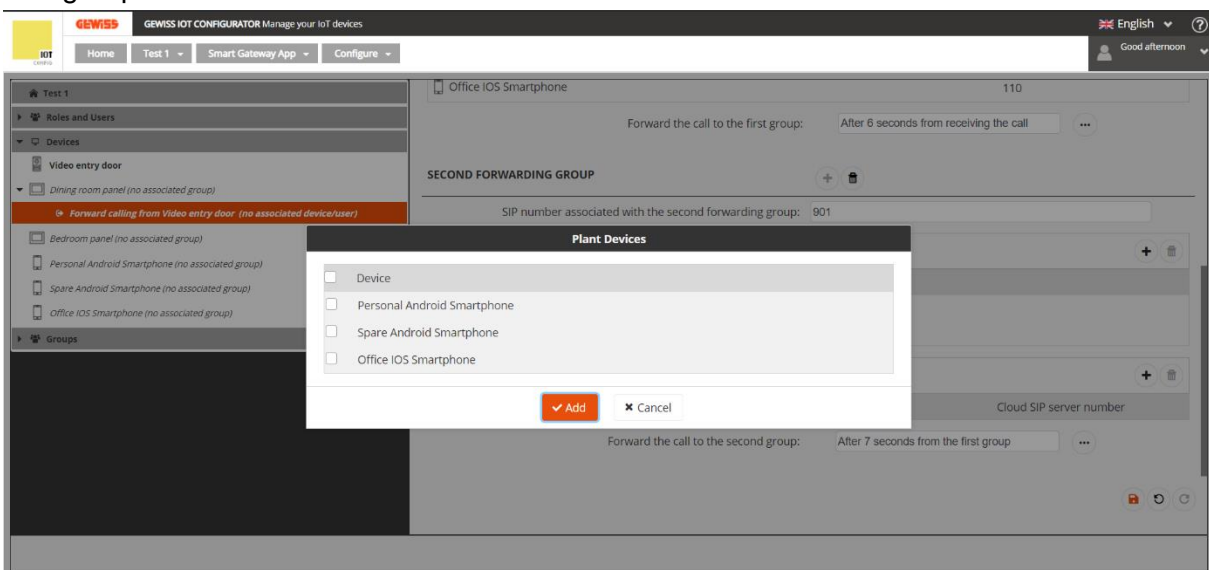 GEWISS GEWISS IOT CONFIGURATOR Manage your IoT devices English ?
IOT
CONFIG
Home Test 1 Smart Gateway App Configure Good afternoon
Test 1
Roles and Users
Devices
Video entry door
Dining room panel (no associated group)
Forward calling from Video entry door (no associated device/user)
Bedroom panel (no associated group)
Personal Android Smartphone (no associated group)
Spare Android Smartphone (no associated group)
Office IOS Smartphone (no associated group)
Groups
Office IOS Smartphone 110
Forward the call to the first group: After 6 seconds from receiving the call ...
SECOND FORWARDING GROUP
SIP number associated with the second forwarding group: 901
Plant Devices
Device
Personal Android Smartphone
Spare Android Smartphone
Office IOS Smartphone
Add Cancel
Cloud SIP server number
Forward the call to the second group: After 7 seconds from the first group ...